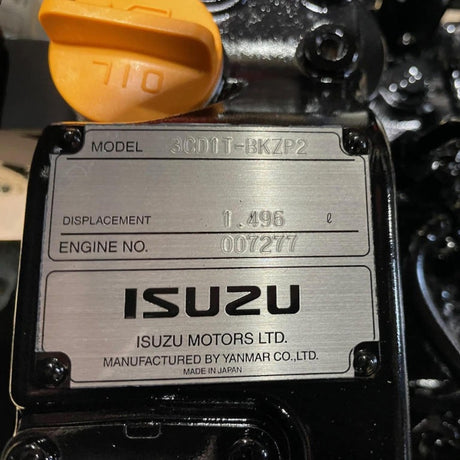 OIL
MODEL 3CD1T-BKZP2
DISPLACEMENT 1.496 ℓ
ENGINE NO. 007277
ISUZU
ISUZU MOTORS LTD.
MANUFACTURED BY YANMAR CO.,LTD.
MADE IN JAPAN